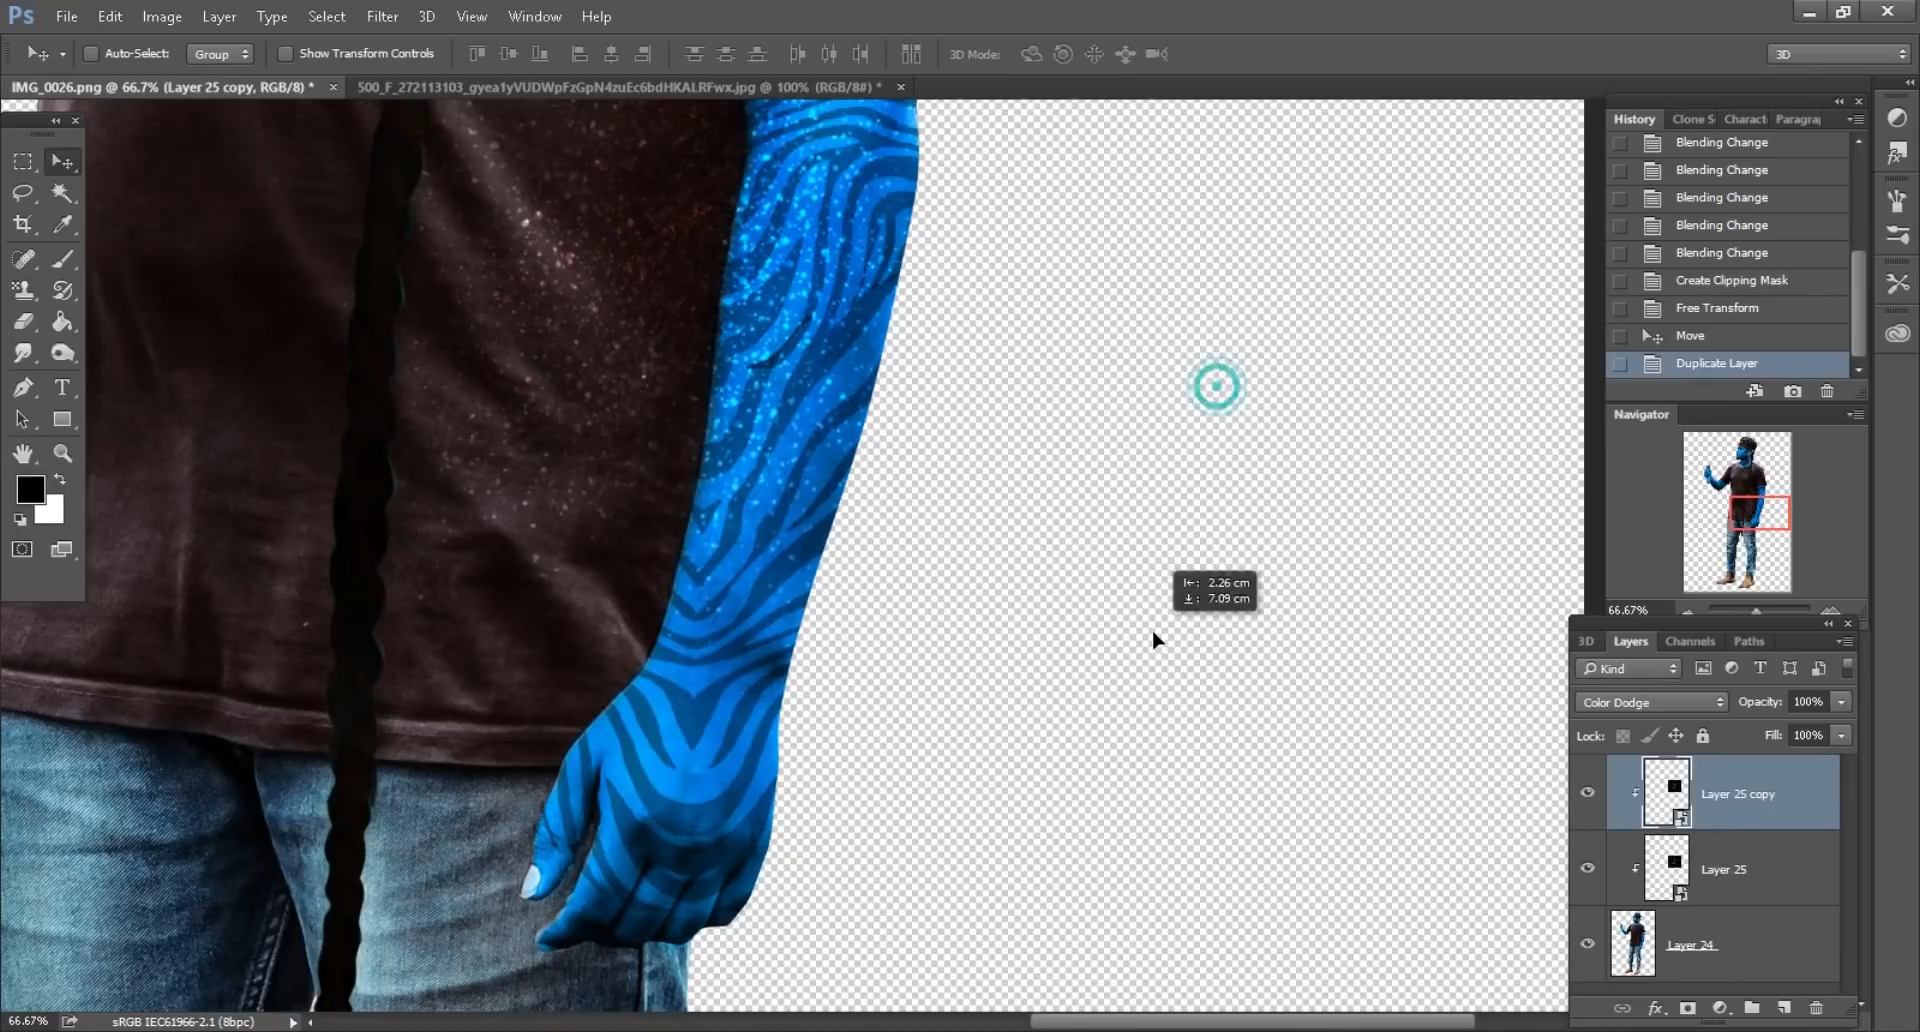 Ps File Edit Image Layer Type Select Filter 3D View Window Help
Auto-Select: Group Show Transform Controls 3D Mode: 3D
IMG_0026.png @ 66.7% (Layer 25 copy, RGB/8) * × 500_F_272113103_gyea1yVUDWpFzGpN4zuEc6bdHKALRFwx.jpg @ 100% (RGB/8#) * ×
History Clone S Charact Paragra
Blending Change
Blending Change
Blending Change
Blending Change
Blending Change
Create Clipping Mask
Free Transform
Move
Duplicate Layer
Navigator
2.26 cm
7.09 cm
66.67%
3D Layers Channels Paths
Kind
Color Dodge Opacity: 100%
Lock: Fill: 100%
Layer 25 copy
Layer 25
Layer 24
66.67% sRGB IEC61966-2.1 (8bpc)